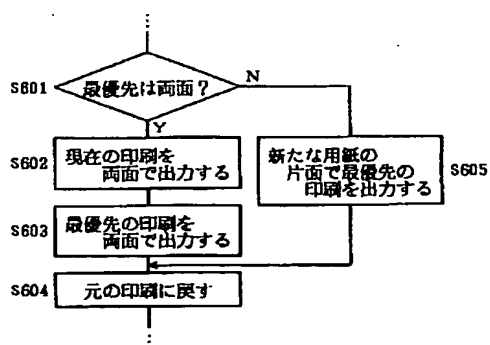 S601
最優先は両面？
N
Y
S602
現在の印刷を
両面で出力する
新たな用紙の
片面で最優先の
印刷を出力する
S605
S603
最優先の印刷を
両面で出力する
S604
元の印刷に戻す